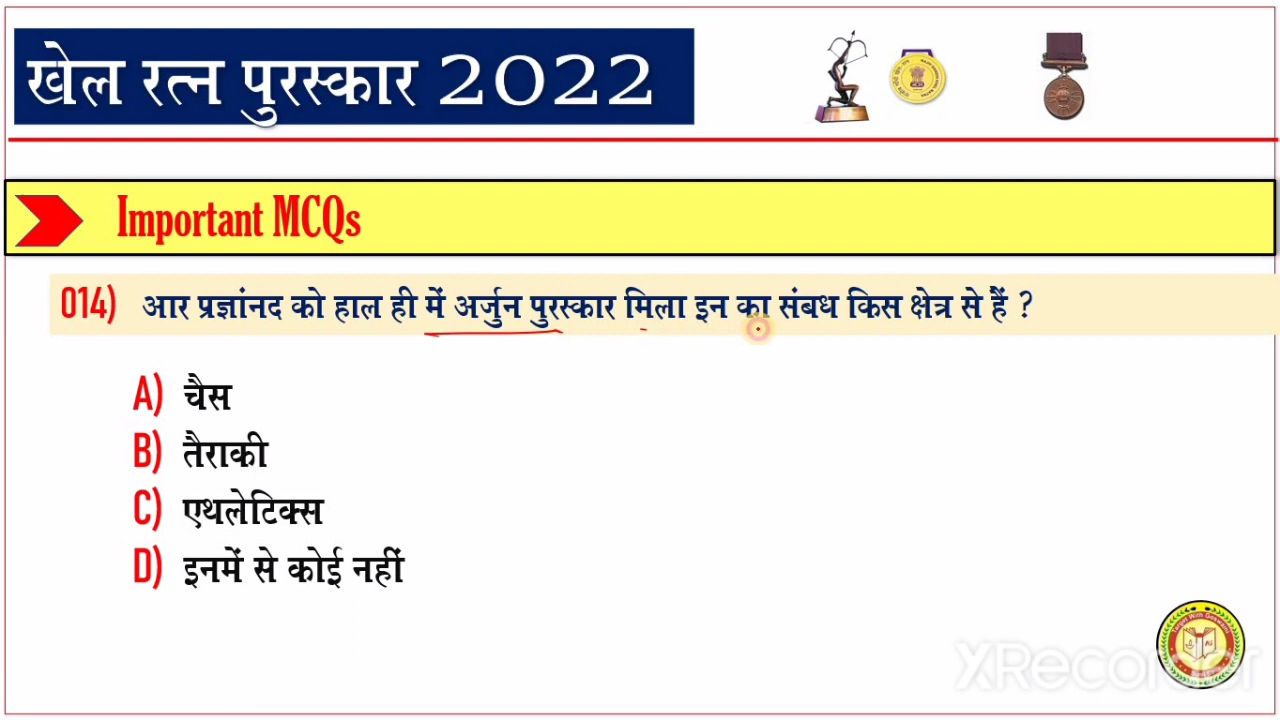 खेल रत्न पुरस्कार 2022
Important MCQs
014) आर प्रज्ञांनद को हाल ही में अर्जुन पुरस्कार मिला इन का संबध किस क्षेत्र से हैं ?
A) चैस
B) तैराकी
C) एथलेटिक्स
D) इनमें से कोई नहीं
XRecorder